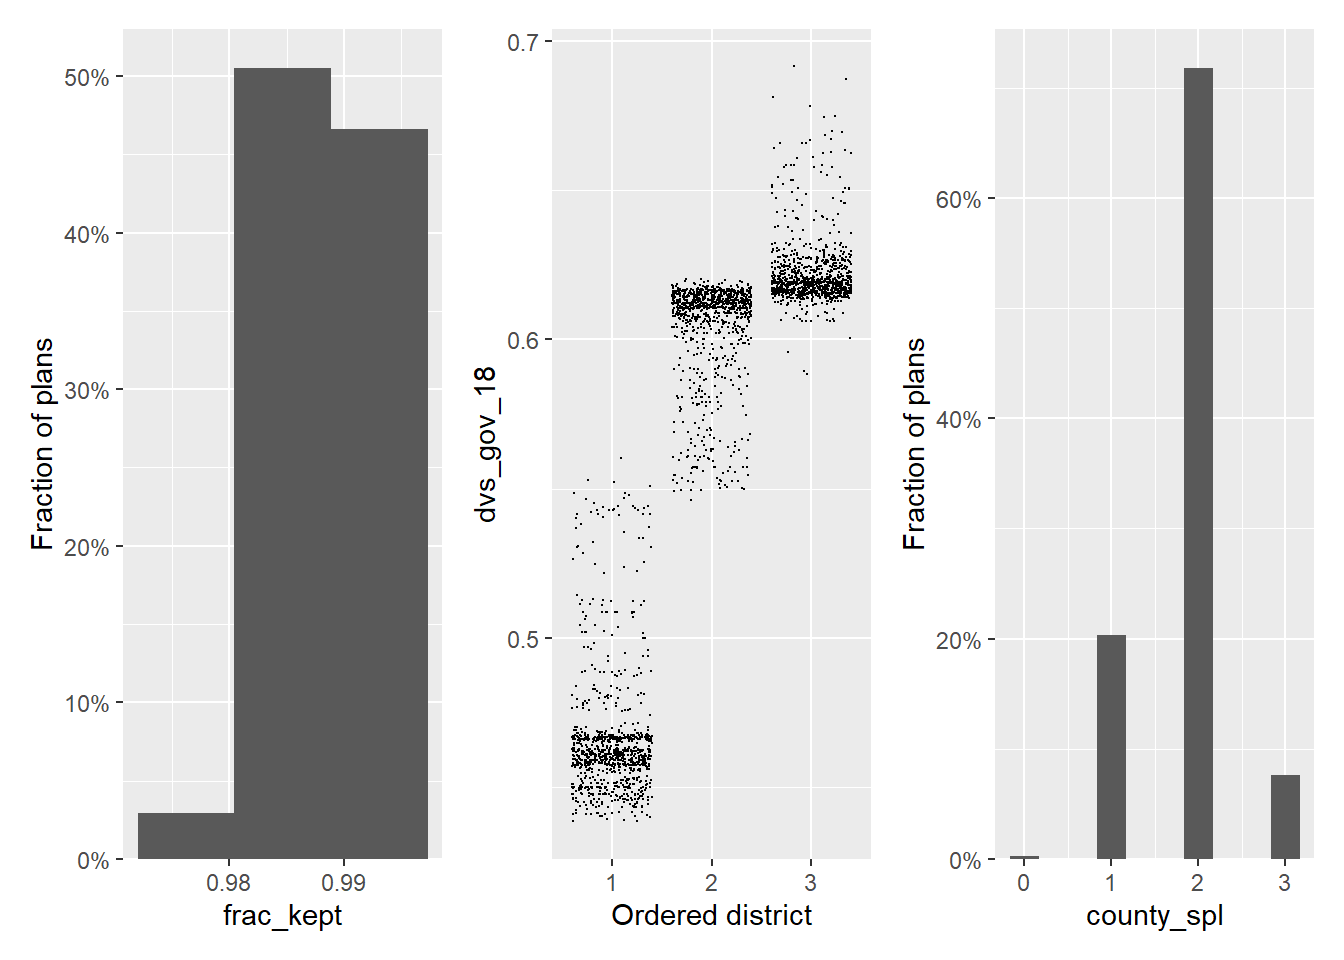 Fraction of plans
50%
40%
30%
20%
10%
0%
0.98 0.99
frac_kept
dvs_gov_18
0.7
0.6
0.5
1 2 3
Ordered district
Fraction of plans
60%
40%
20%
0%
0 1 2 3
county_spl